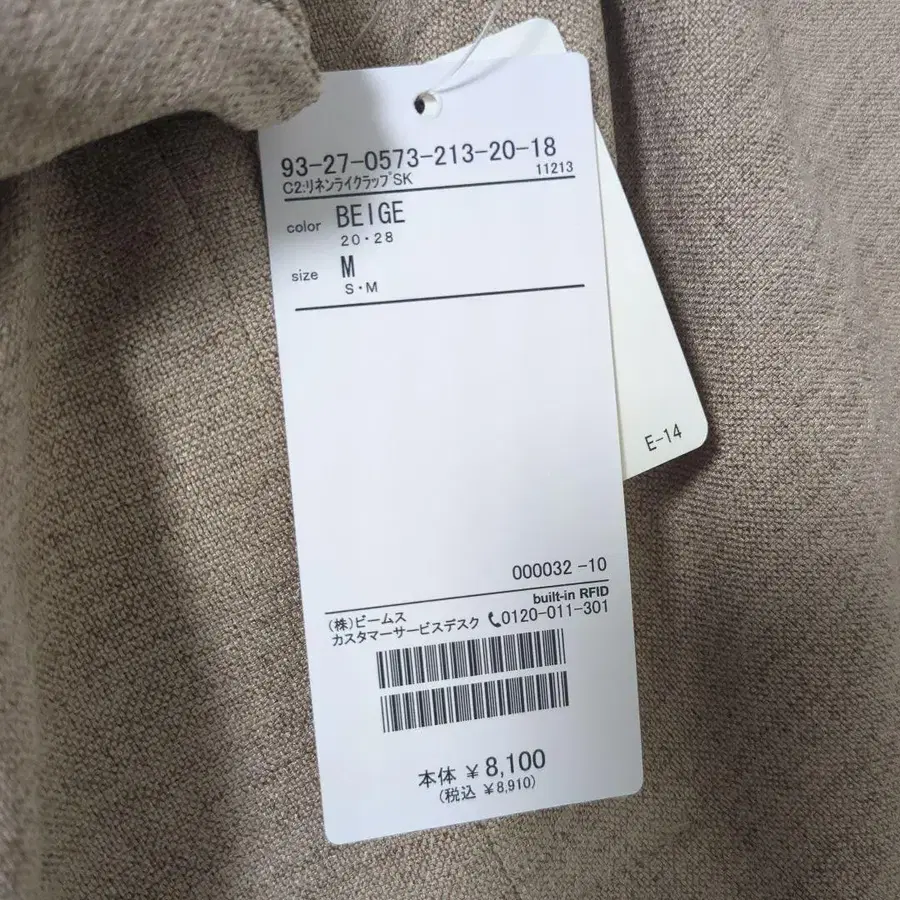 93-27-0573-213-20-18
C2:ﾘﾈﾝﾗｲｸﾗｯﾌﾟSK 11213
color BEIGE
20・28
size M
S・M
E-14
000032 -10
built-in RFID
(株)ビームス
カスタマーサービスデスク 📞0120-011-301
本体 ¥8,100
(税込 ¥8,910)